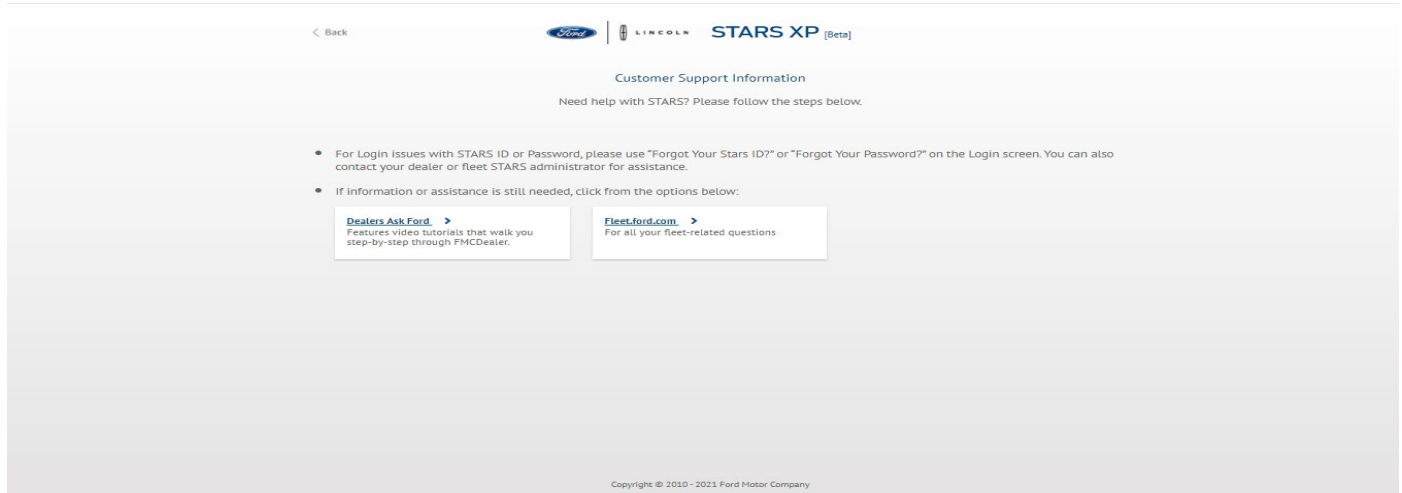 < Back
Ford LINCOLN STARS XP [Beta]
Customer Support Information
Need help with STARS? Please follow the steps below.
• For Login issues with STARS ID or Password, please use "Forgot Your Stars ID?" or "Forgot Your Password?" on the Login screen. You can also
contact your dealer or fleet STARS administrator for assistance.
• If information or assistance is still needed, click from the options below:
Dealers Ask Ford >
Features video tutorials that walk you
step-by-step through FMCDealer.
Fleet.ford.com >
For all your fleet-related questions
Copyright © 2010 - 2021 Ford Motor Company